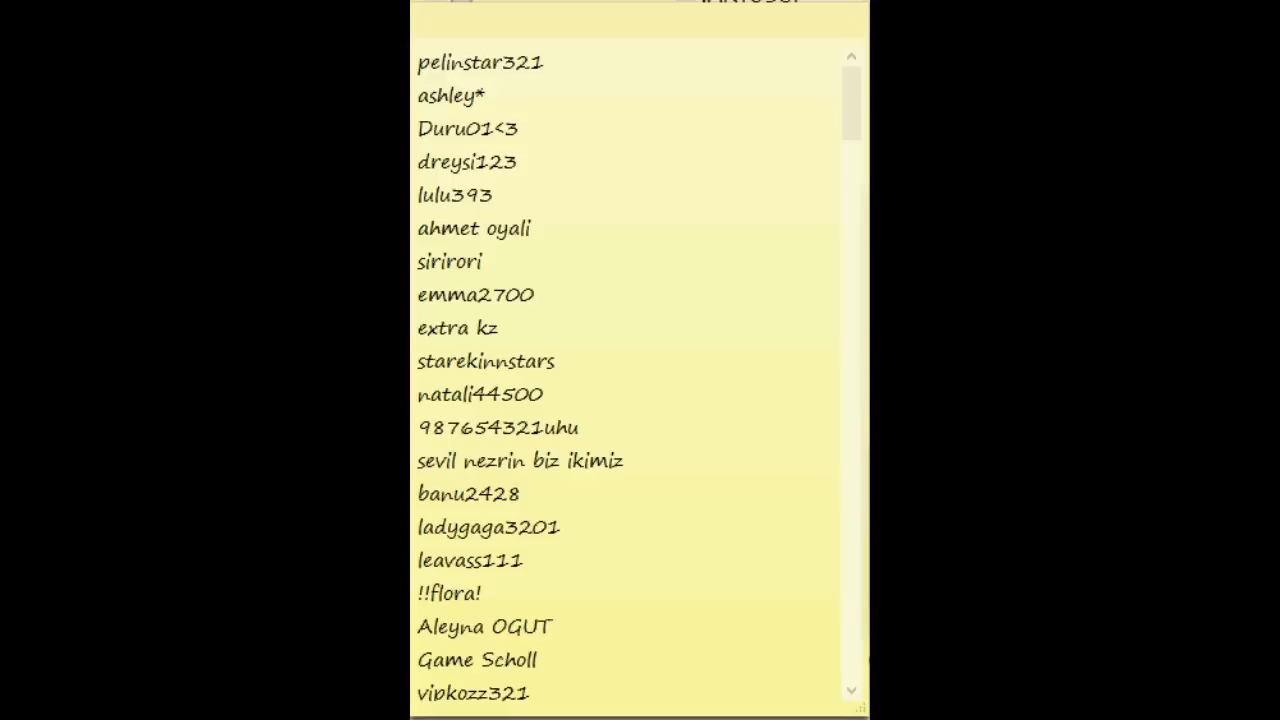 pelinstar321
ashley*
Duru01<3
dreysi123
lulu393
ahmet oyali
sirirori
emma2700
extra kz
starekinnstars
natali44500
987654321uhu
sevil nezrin biz ikimiz
banu2428
ladygaga3201
leavass111
!!flora!
Aleyna OGUT
Game Scholl
vipkozz321